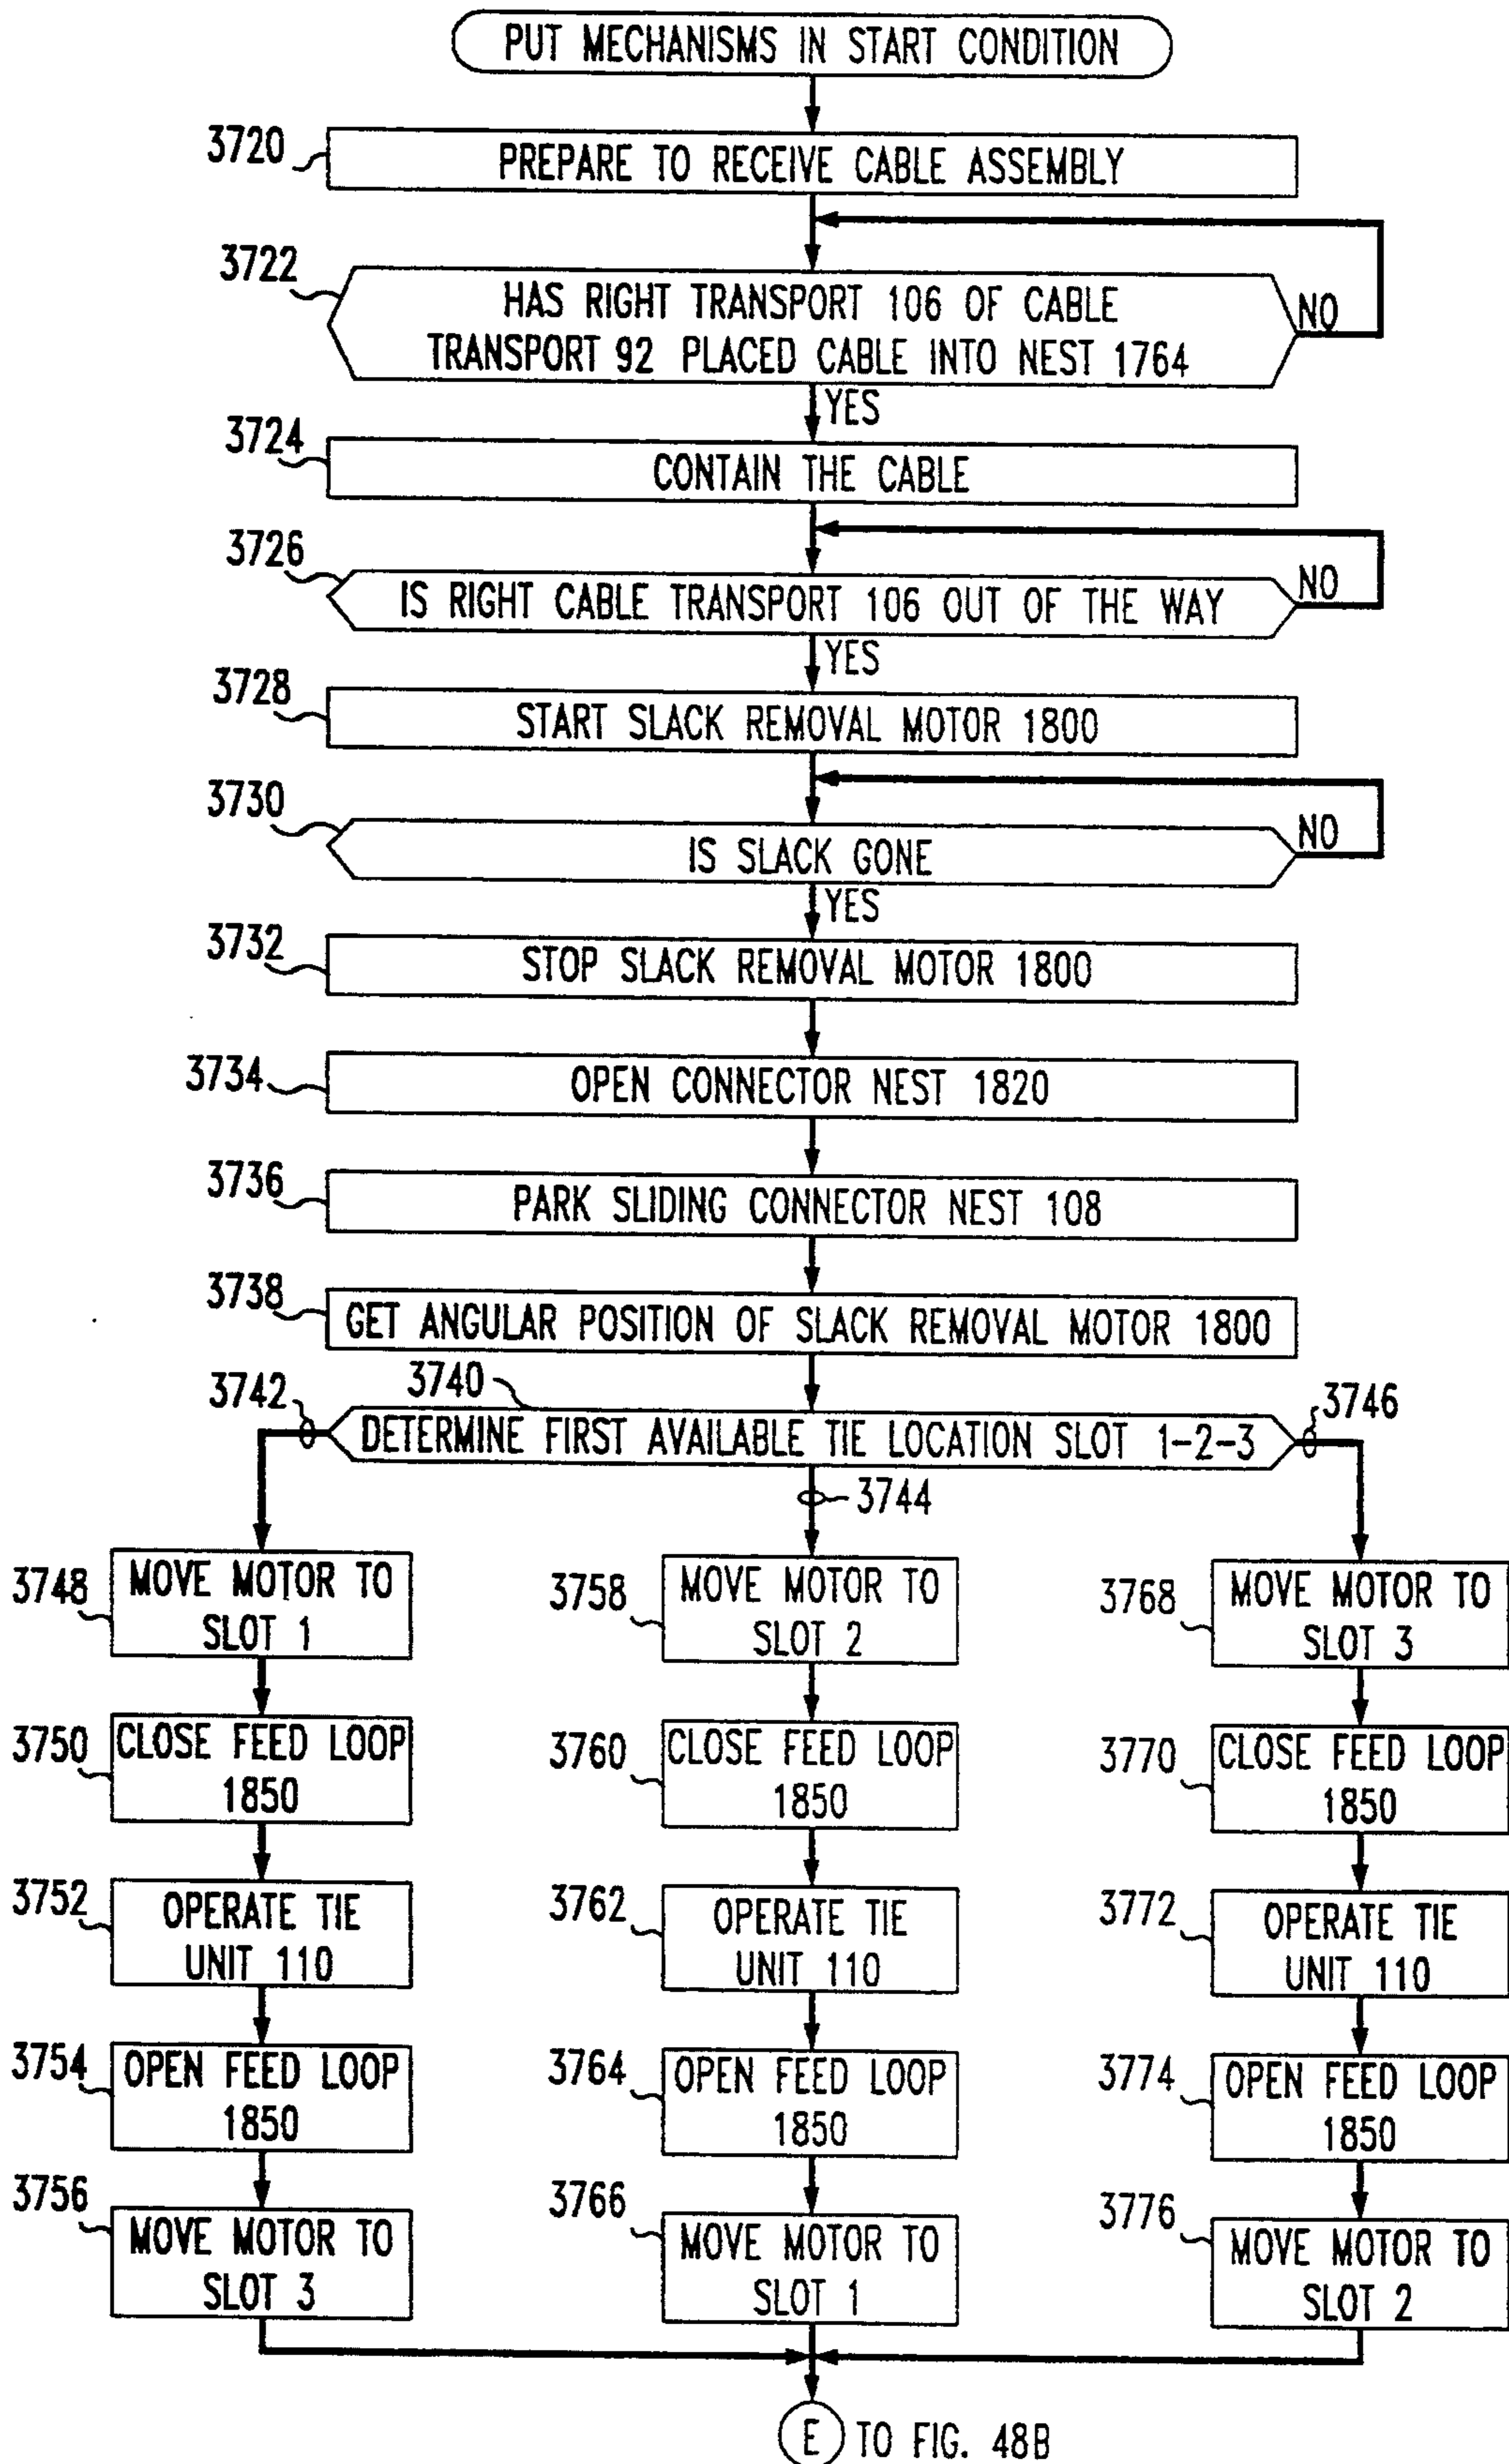 PUT MECHANISMS IN START CONDITION
3720
PREPARE TO RECEIVE CABLE ASSEMBLY
3722
HAS RIGHT TRANSPORT 106 OF CABLE
TRANSPORT 92 PLACED CABLE INTO NEST 1764
NO
YES
3724
CONTAIN THE CABLE
3726
IS RIGHT CABLE TRANSPORT 106 OUT OF THE WAY
NO
YES
3728
START SLACK REMOVAL MOTOR 1800
3730
IS SLACK GONE
NO
YES
3732
STOP SLACK REMOVAL MOTOR 1800
3734
OPEN CONNECTOR NEST 1820
3736
PARK SLIDING CONNECTOR NEST 108
3738
GET ANGULAR POSITION OF SLACK REMOVAL MOTOR 1800
3742
3740
3746
DETERMINE FIRST AVAILABLE TIE LOCATION SLOT 1-2-3
3744
3748
MOVE MOTOR TO
SLOT 1
3750
CLOSE FEED LOOP
1850
3752
OPERATE TIE
UNIT 110
3754
OPEN FEED LOOP
1850
3756
MOVE MOTOR TO
SLOT 3
3758
MOVE MOTOR TO
SLOT 2
3760
CLOSE FEED LOOP
1850
3762
OPERATE TIE
UNIT 110
3764
OPEN FEED LOOP
1850
3766
MOVE MOTOR TO
SLOT 1
3768
MOVE MOTOR TO
SLOT 3
3770
CLOSE FEED LOOP
1850
3772
OPERATE TIE
UNIT 110
3774
OPEN FEED LOOP
1850
3776
MOVE MOTOR TO
SLOT 2
E TO FIG. 48B